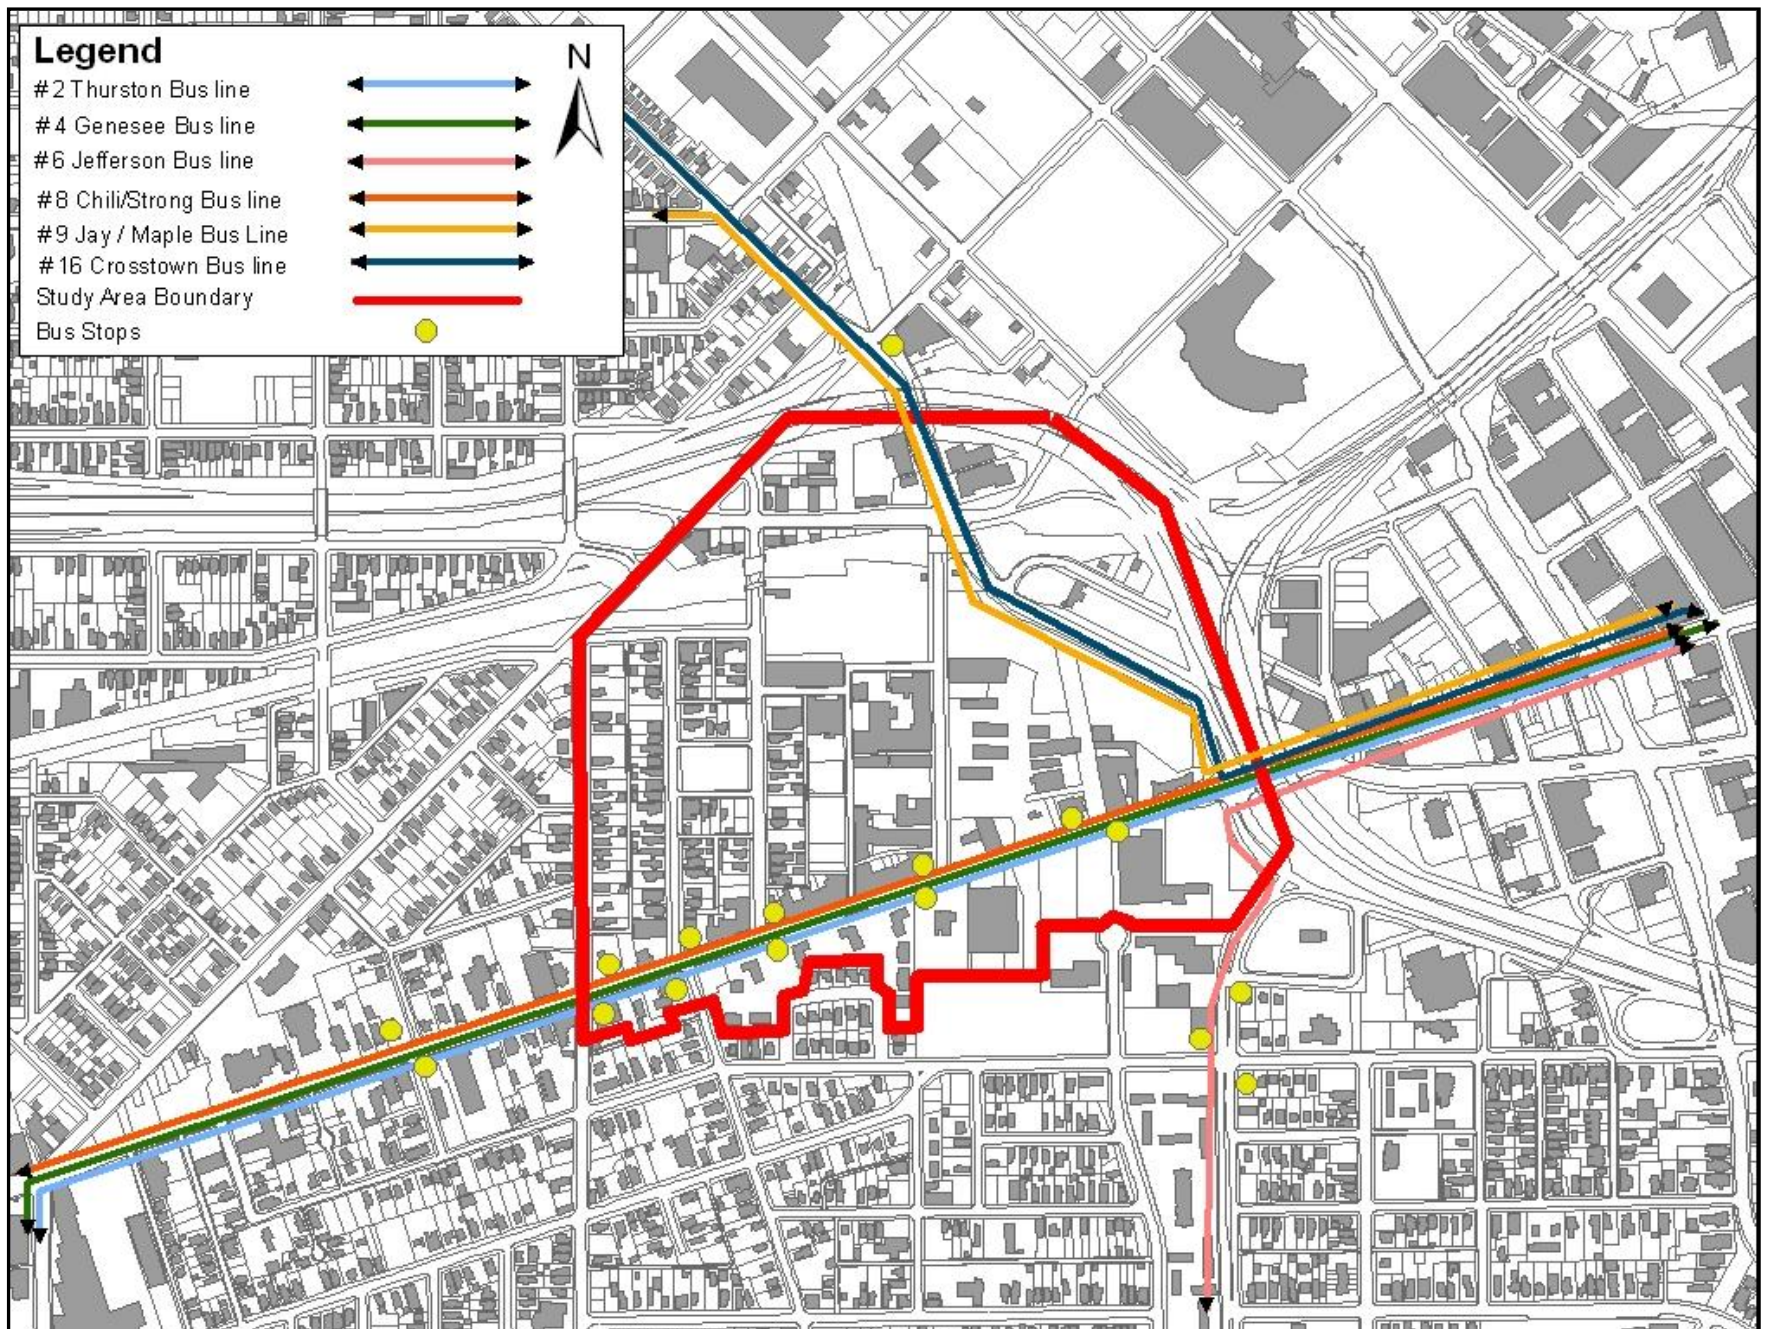 Legend
N
#2 Thurston Bus line
#4 Genesee Bus line
#6 Jefferson Bus line
#8 Chili/Strong Bus line
#9 Jay / Maple Bus Line
#16 Crosstown Bus line
Study Area Boundary
Bus Stops